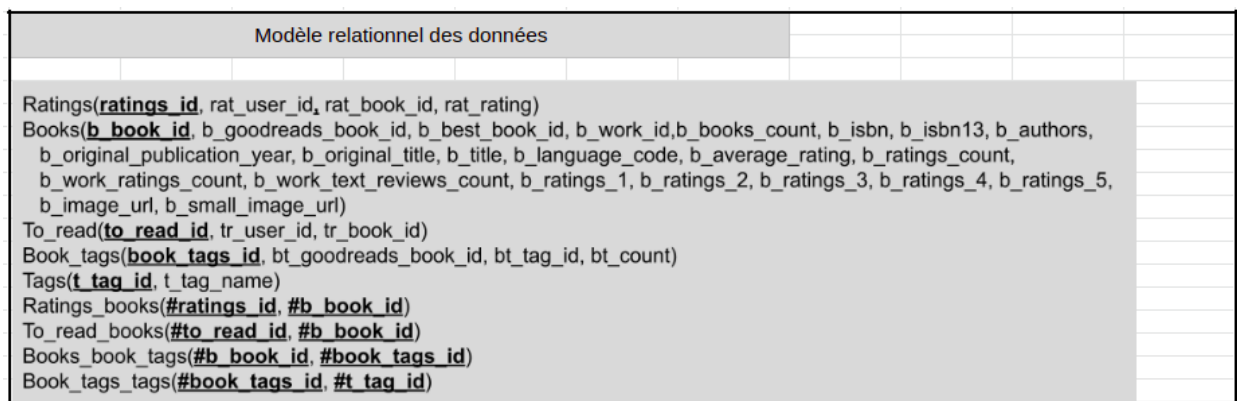 Modèle relationnel des données
Ratings(ratings_id, rat_user_id, rat_book_id, rat_rating)
Books(b_book_id, b_goodreads_book_id, b_best_book_id, b_work_id,b_books_count, b_isbn, b_isbn13, b_authors,
b_original_publication_year, b_original_title, b_title, b_language_code, b_average_rating, b_ratings_count,
b_work_ratings_count, b_work_text_reviews_count, b_ratings_1, b_ratings_2, b_ratings_3, b_ratings_4, b_ratings_5,
b_image_url, b_small_image_url)
To_read(to_read_id, tr_user_id, tr_book_id)
Book_tags(book_tags_id, bt_goodreads_book_id, bt_tag_id, bt_count)
Tags(t_tag_id, t_tag_name)
Ratings_books(#ratings_id, #b_book_id)
To_read_books(#to_read_id, #b_book_id)
Books_book_tags(#b_book_id, #book_tags_id)
Book_tags_tags(#book_tags_id, #t_tag_id)